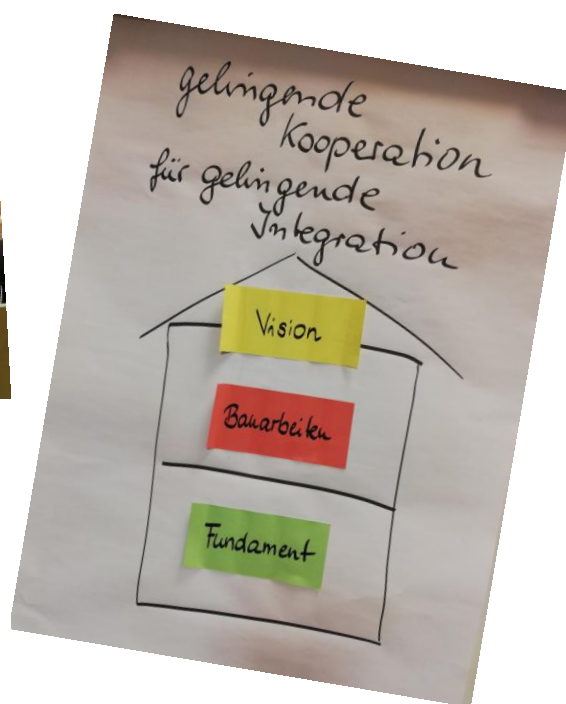 gelingende
Kooperation
für gelingende
Integration
Vision
Bauarbeiten
Fundament